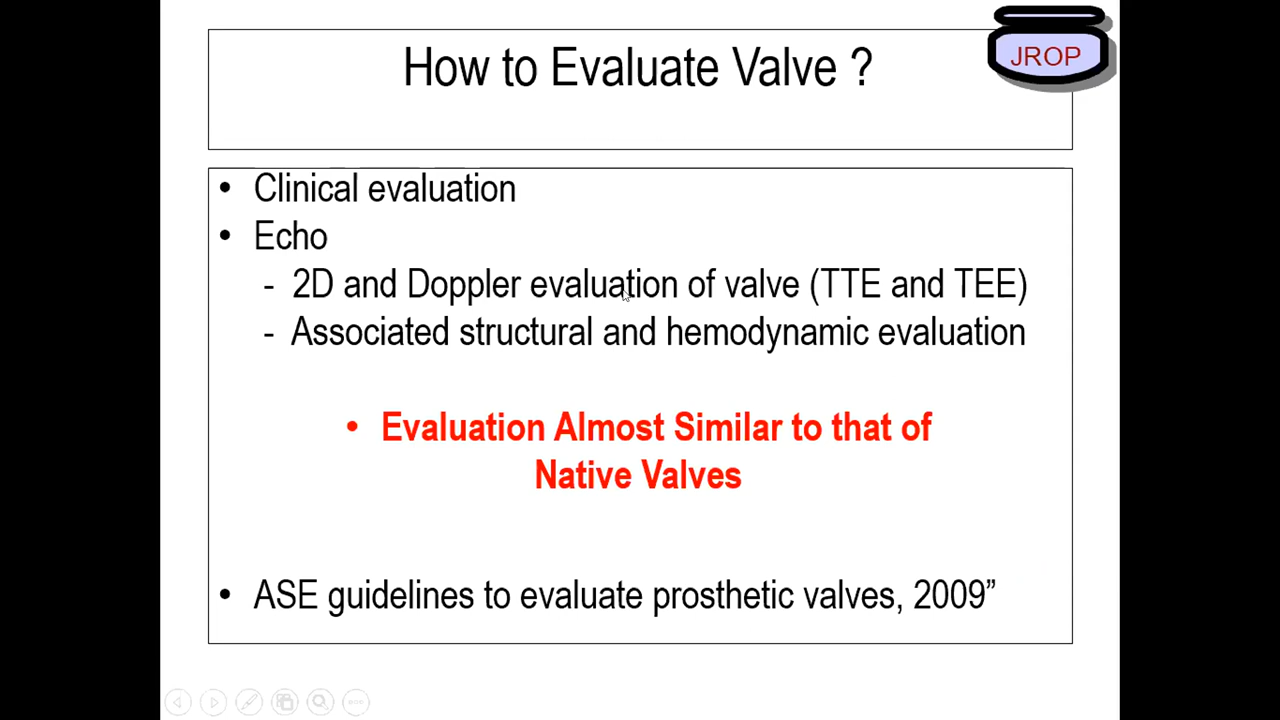 How to Evaluate Valve ?
JROP
• Clinical evaluation
• Echo
- 2D and Doppler evaluation of valve (TTE and TEE)
- Associated structural and hemodynamic evaluation
• Evaluation Almost Similar to that of
Native Valves
• ASE guidelines to evaluate prosthetic valves, 2009”